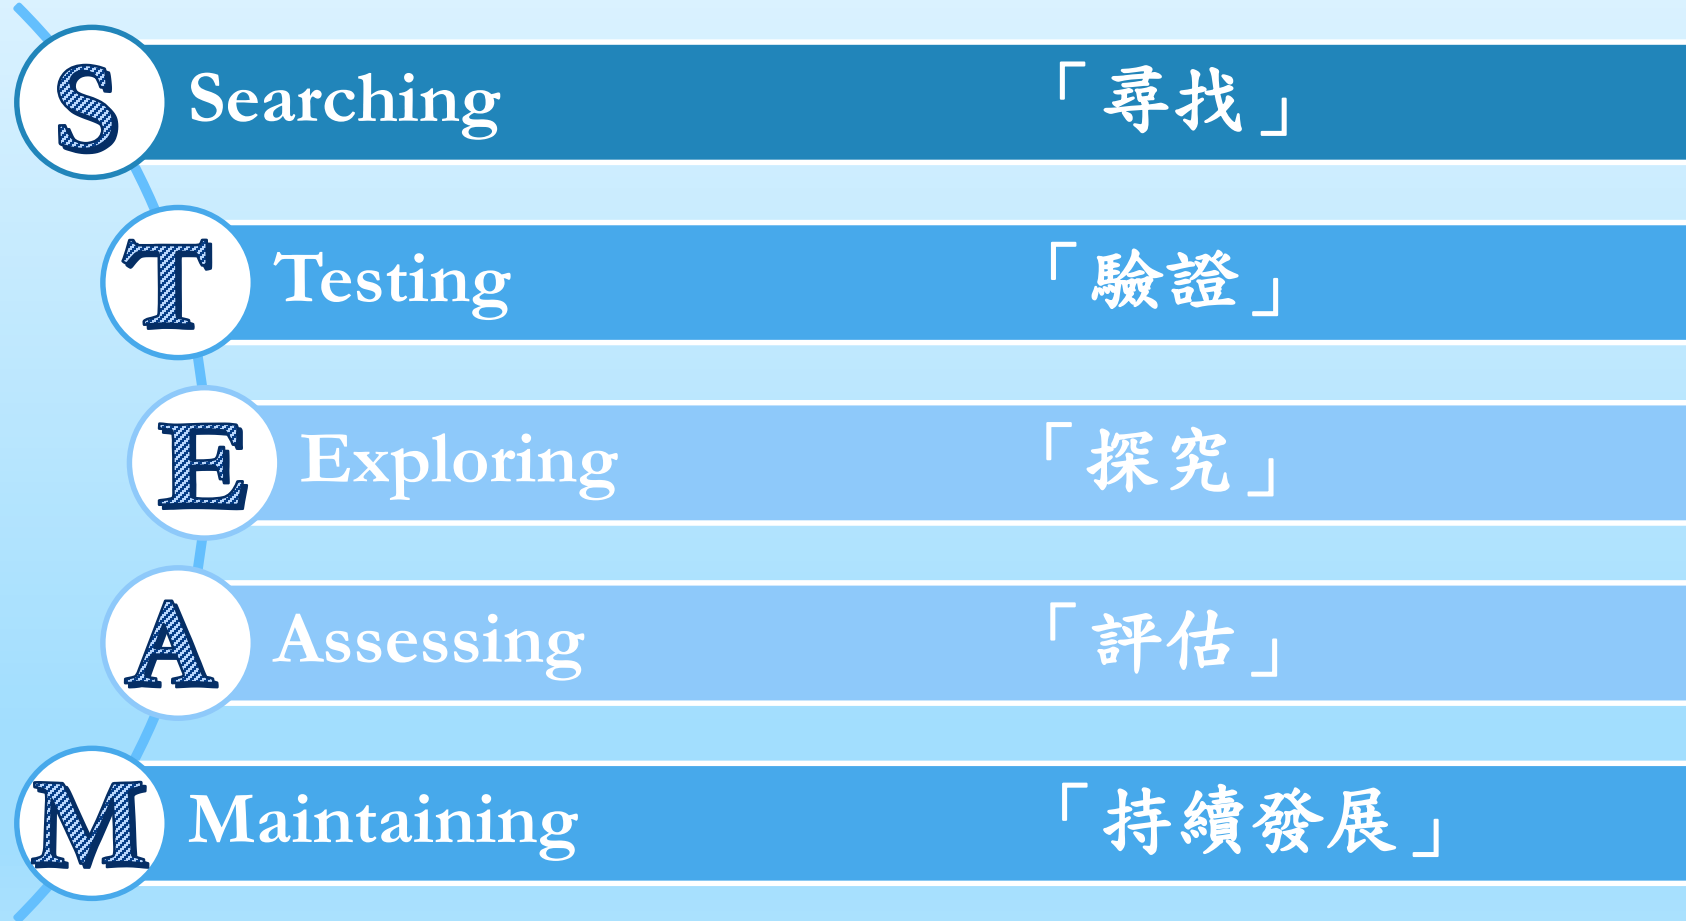 S Searching 「尋找」
T Testing 「驗證」
E Exploring 「探究」
A Assessing 「評估」
M Maintaining 「持續發展」